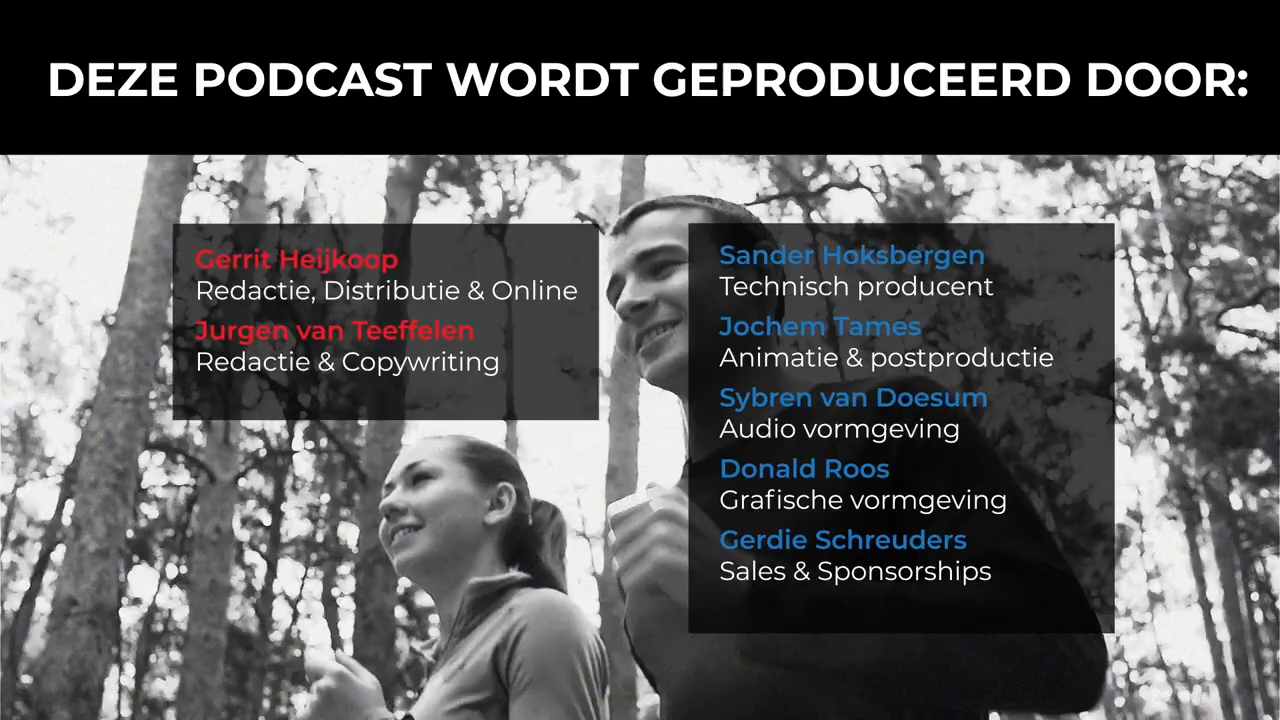 DEZE PODCAST WORDT GEPRODUCEERD DOOR:
Gerrit Heijkoop
Redactie, Distributie & Online
Jurgen van Teeffelen
Redactie & Copywriting
Sander Hoksbergen
Technisch producent
Jochem Tames
Animatie & postproductie
Sybren van Doesum
Audio vormgeving
Donald Roos
Grafische vormgeving
Gerdie Schreuders
Sales & Sponsorships